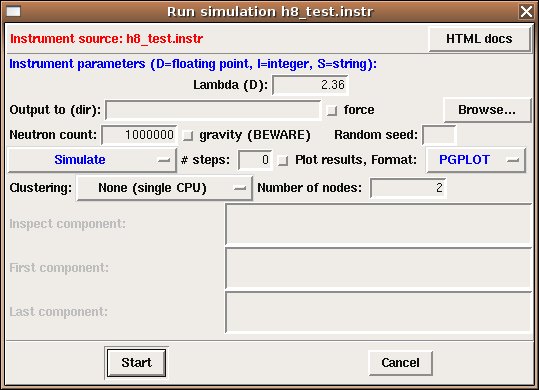 Run simulation h8_test.instr
Instrument source: h8_test.instr HTML docs
Instrument parameters (D=floating point, I=integer, S=string):
Lambda (D): 2.36
Output to (dir): force Browse...
Neutron count: 1000000 gravity (BEWARE) Random seed:
Simulate # steps: 0 Plot results, Format: PGPLOT
Clustering: None (single CPU) Number of nodes: 2
Inspect component:
First component:
Last component:
Start Cancel